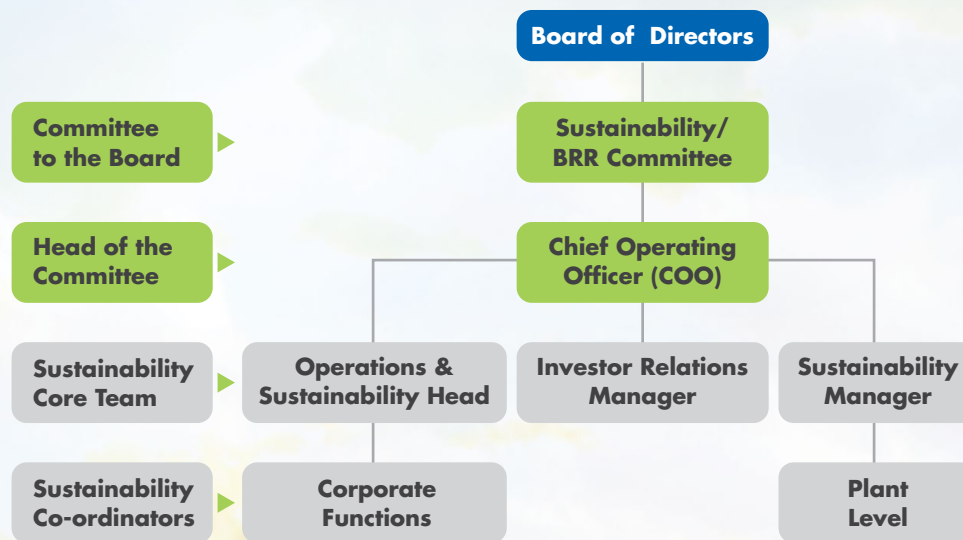 Board of Directors
Committee
to the Board
Sustainability/
BRR Committee
Head of the
Committee
Chief Operating
Officer (COO)
Sustainability
Core Team
Operations &
Sustainability Head
Investor Relations
Manager
Sustainability
Manager
Sustainability
Co-ordinators
Corporate
Functions
Plant
Level